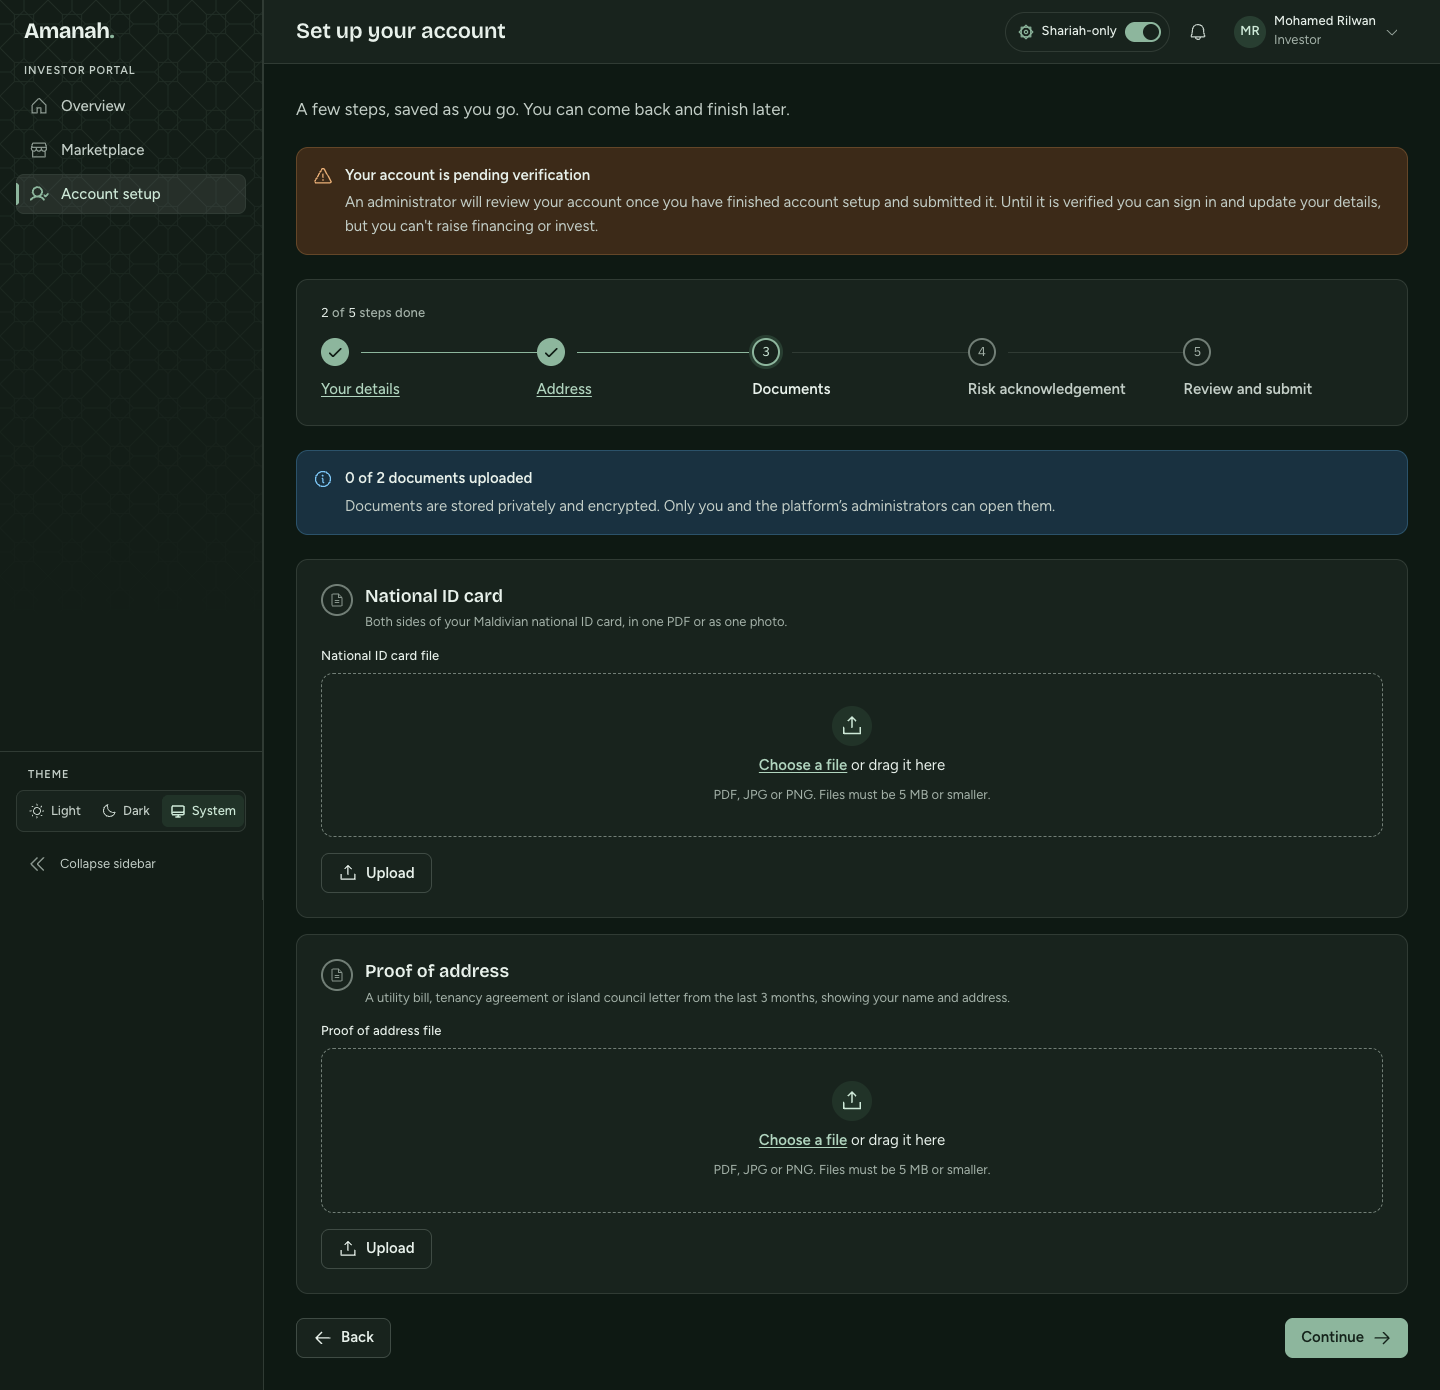 Amanah.
INVESTOR PORTAL
Overview
Marketplace
Account setup
THEME
Light
Dark
System
Collapse sidebar
Set up your account
Shariah-only
MR
Mohamed Rilwan
Investor
A few steps, saved as you go. You can come back and finish later.
Your account is pending verification
An administrator will review your account once you have finished account setup and submitted it. Until it is verified you can sign in and update your details,
but you can't raise financing or invest.
2 of 5 steps done
3
4
5
Your details
Address
Documents
Risk acknowledgement
Review and submit
0 of 2 documents uploaded
Documents are stored privately and encrypted. Only you and the platform’s administrators can open them.
National ID card
Both sides of your Maldivian national ID card, in one PDF or as one photo.
National ID card file
Choose a file or drag it here
PDF, JPG or PNG. Files must be 5 MB or smaller.
Upload
Proof of address
A utility bill, tenancy agreement or island council letter from the last 3 months, showing your name and address.
Proof of address file
Choose a file or drag it here
PDF, JPG or PNG. Files must be 5 MB or smaller.
Upload
Back
Continue